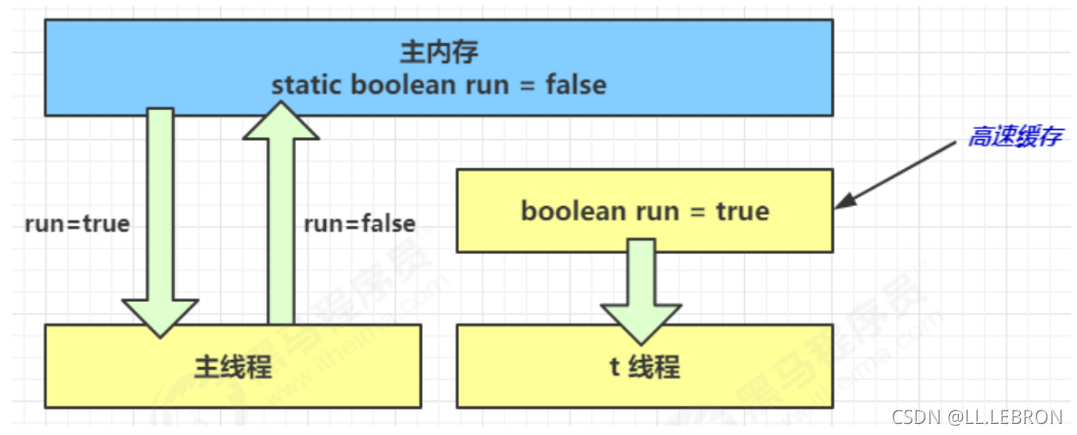 主内存
static boolean run = false
高速缓存
boolean run = true
run=true
run=false
主线程
t 线程
黑马程序员
www.itheima.com
黑马程序员
www.itheima.com
CSDN @LL.LEBRON